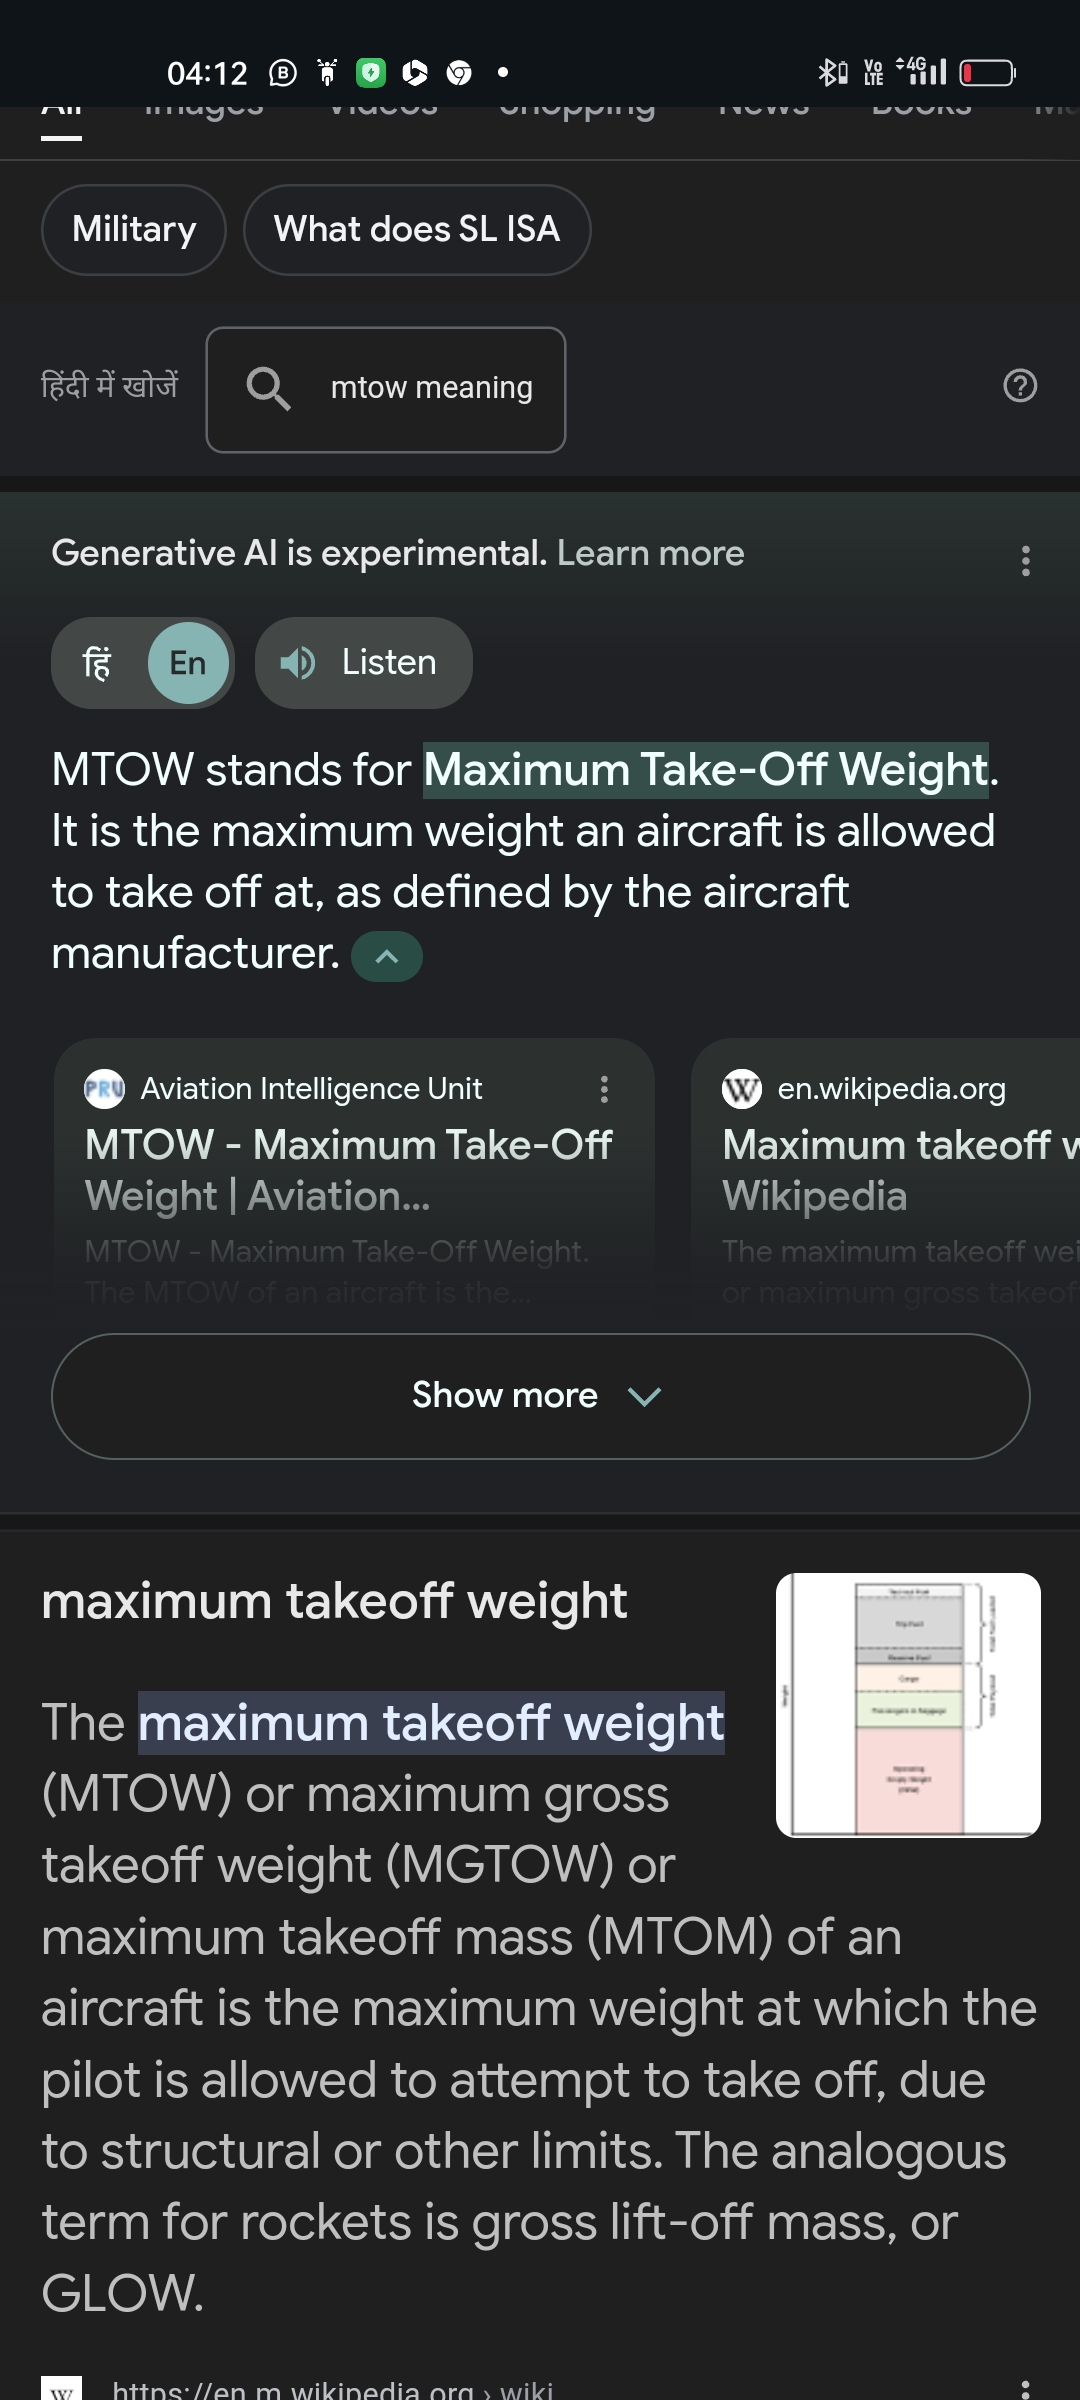 04:12
Vo LTE 4G
All Images Videos Shopping News Books
Military What does SL ISA
हिंदी में खोजें mtow meaning
Generative AI is experimental. Learn more
हिं En Listen
MTOW stands for Maximum Take-Off Weight.
It is the maximum weight an aircraft is allowed
to take off at, as defined by the aircraft
manufacturer.
Aviation Intelligence Unit
MTOW - Maximum Take-Off
Weight | Aviation...
MTOW - Maximum Take-Off Weight.
The MTOW of an aircraft is the...
en.wikipedia.org
Maximum takeoff w
Wikipedia
The maximum takeoff wei
or maximum gross takeof
Show more
maximum takeoff weight
The maximum takeoff weight
(MTOW) or maximum gross
takeoff weight (MGTOW) or
maximum takeoff mass (MTOM) of an
aircraft is the maximum weight at which the
pilot is allowed to attempt to take off, due
to structural or other limits. The analogous
term for rockets is gross lift-off mass, or
GLOW.
https://en.m.wikipedia.org › wiki